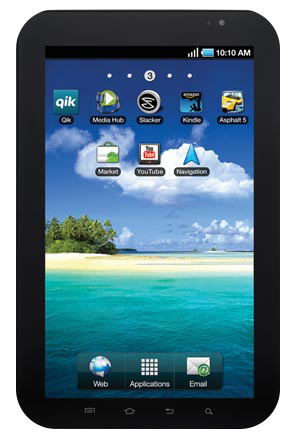 10:10 AM
3
qik
amazon
Qik Media Hub Slacker Kindle Asphalt 5
You
Tube
Market YouTube Navigation
Web Applications Email